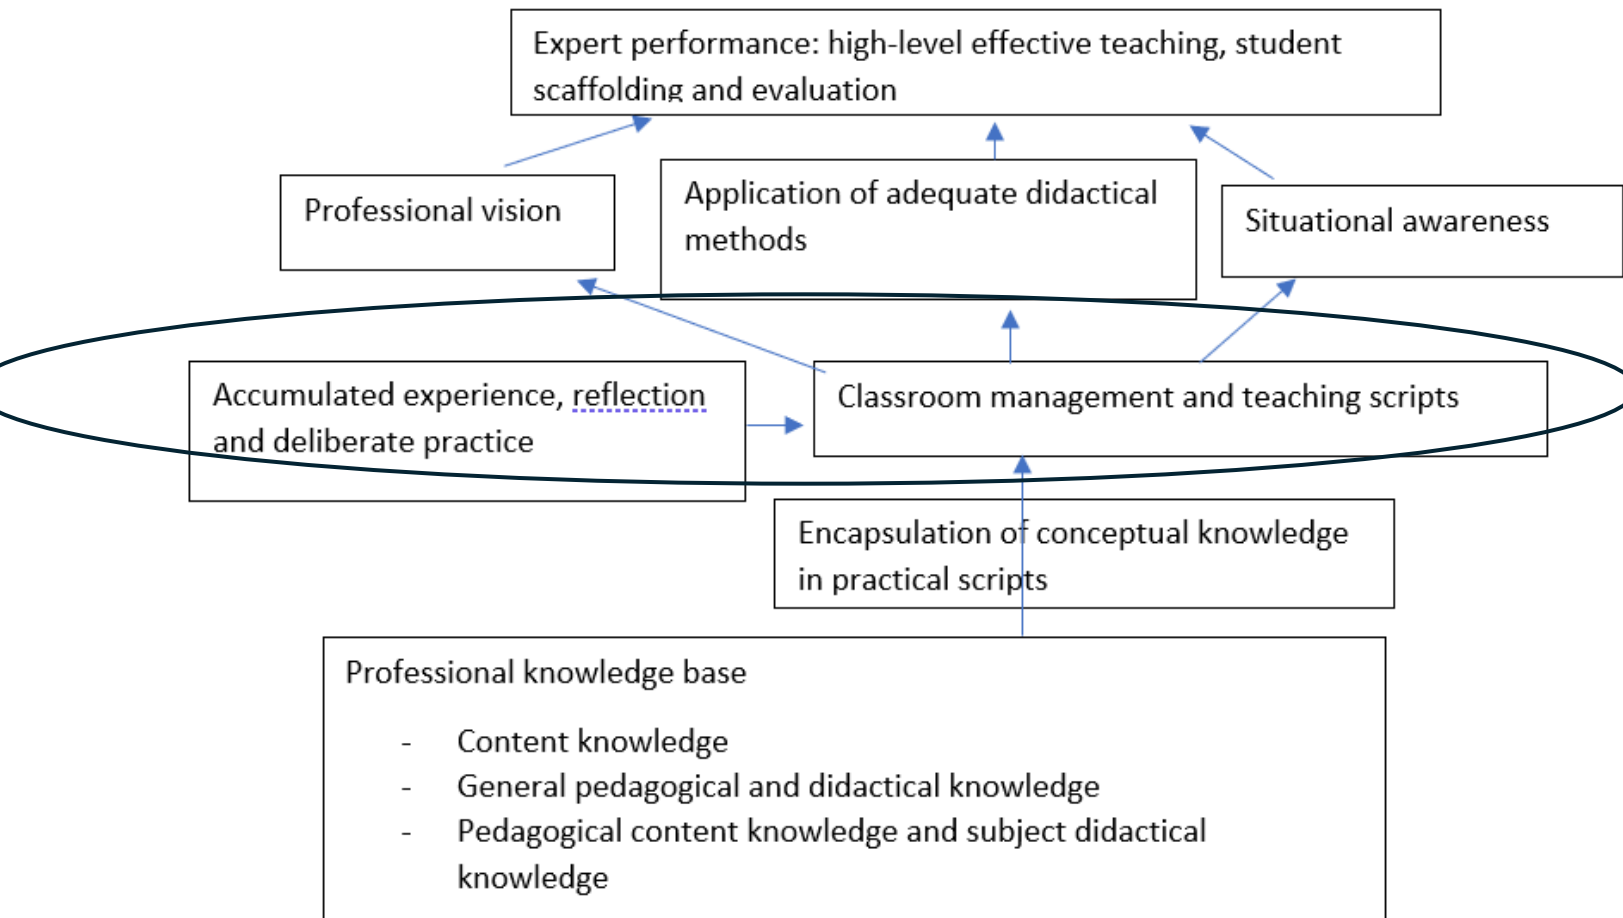 Expert performance: high-level effective teaching, student
scaffolding and evaluation
Professional vision
Application of adequate didactical
methods
Situational awareness
Accumulated experience, reflection
and deliberate practice
Classroom management and teaching scripts
Encapsulation of conceptual knowledge
in practical scripts
Professional knowledge base
- Content knowledge
- General pedagogical and didactical knowledge
- Pedagogical content knowledge and subject didactical
knowledge